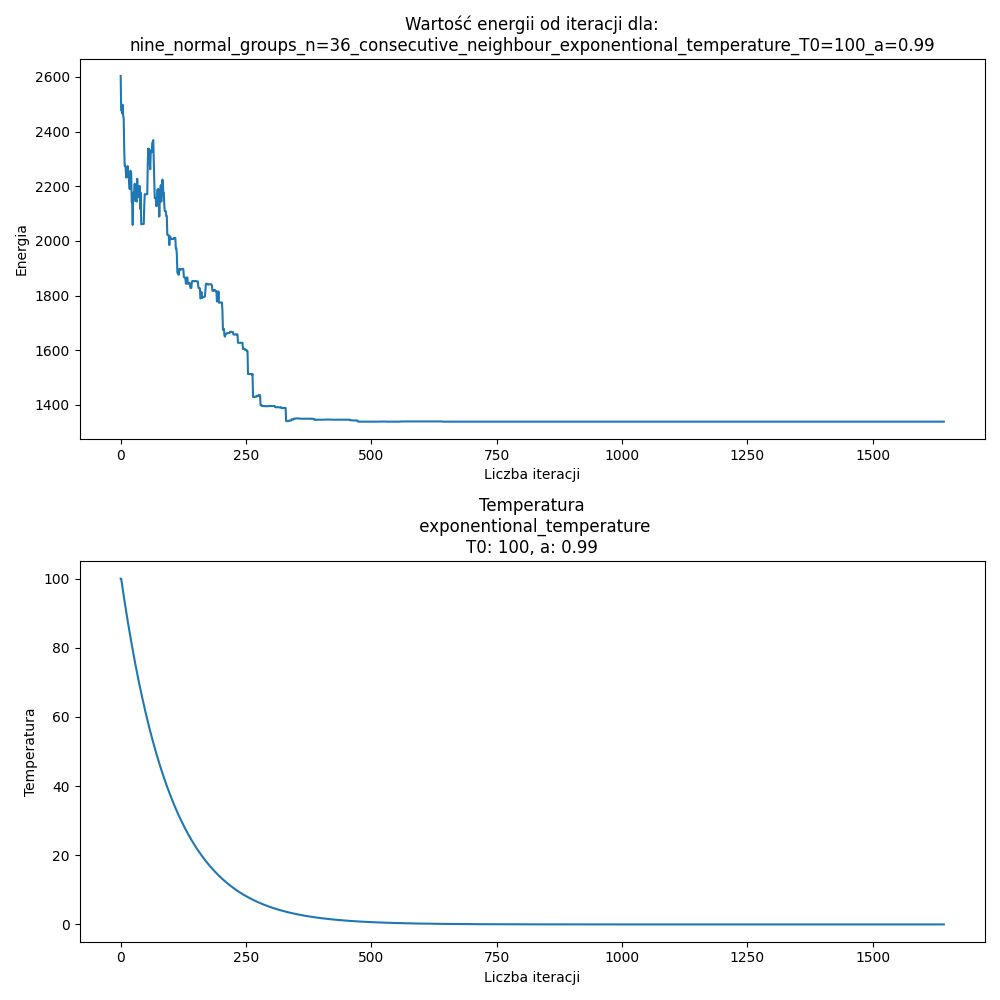 Wartość energii od iteracji dla:
nine_normal_groups_n=36_consecutive_neighbour_exponentional_temperature_T0=100_a=0.99
2600
2400
2200
2000
1800
1600
1400
Energia
0 250 500 750 1000 1250 1500
Liczba iteracji
Temperatura
exponentional_temperature
T0: 100, a: 0.99
100
80
60
40
20
0
Temperatura
0 250 500 750 1000 1250 1500
Liczba iteracji